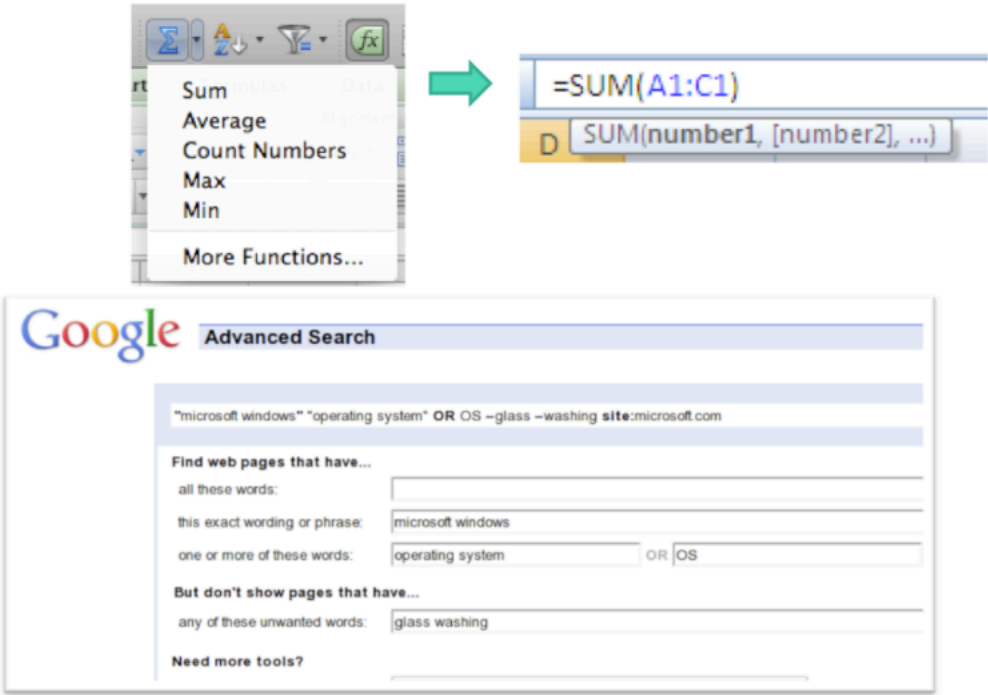 fx
rt
Sum
Average
Count Numbers
Max
Min
More Functions...
=SUM(A1:C1)
D
SUM(number1, [number2], ...)
Google Advanced Search
"microsoft windows" "operating system" OR OS –glass –washing site:microsoft.com
Find web pages that have...
all these words:
this exact wording or phrase: microsoft windows
one or more of these words: operating system OR OS
But don't show pages that have...
any of these unwanted words: glass washing
Need more tools?